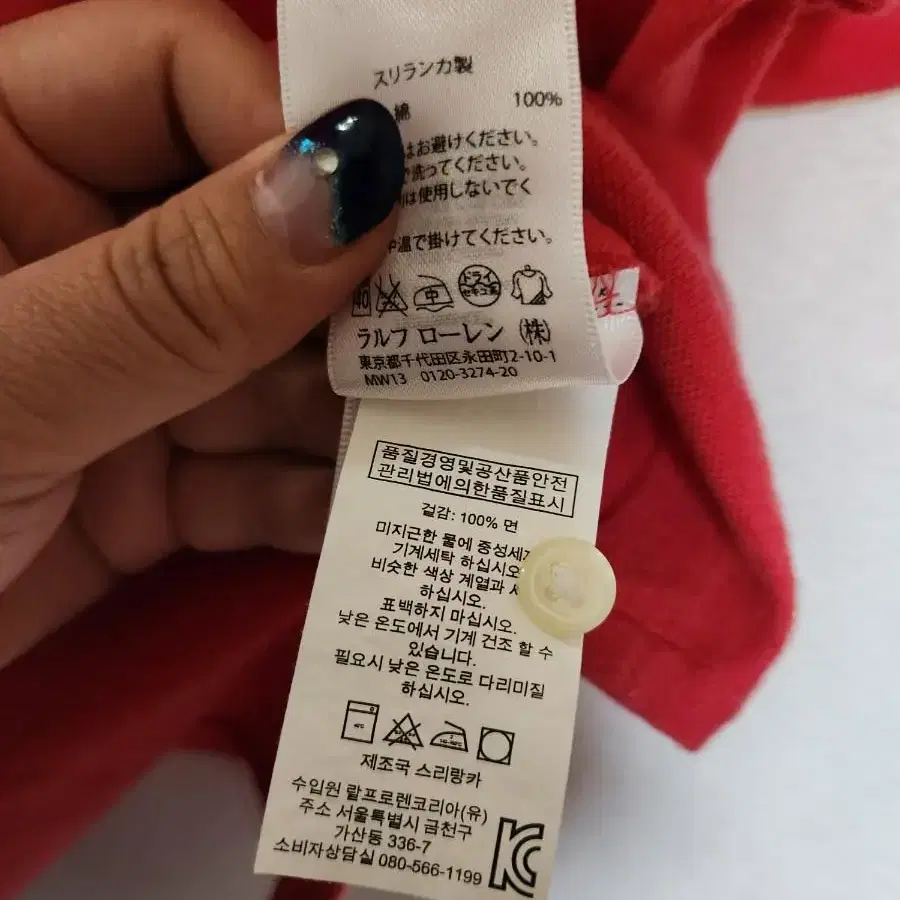 スリランカ製
綿 100%
はお避けください。
で洗ってください。
は使用しないでく
中温で掛けてください。
40 中 ドライ セキユ系
ラルフ ローレン (株)
東京都千代田区永田町2-10-1
MW13 0120-3274-20
품질경영및공산품안전
관리법에의한품질표시
겉감: 100% 면
미지근한 물에 중성세
기계세탁 하십시오
비슷한 색상 계열과
하십시오.
표백하지 마십시오.
낮은 온도에서 기계 건조 할 수
있습니다.
필요시 낮은 온도로 다리미질
하십시오.
제조국 스리랑카
수입원 랄프로렌코리아(유)
주소 서울특별시 금천구
가산동 336-7
소비자상담실 080-566-1199